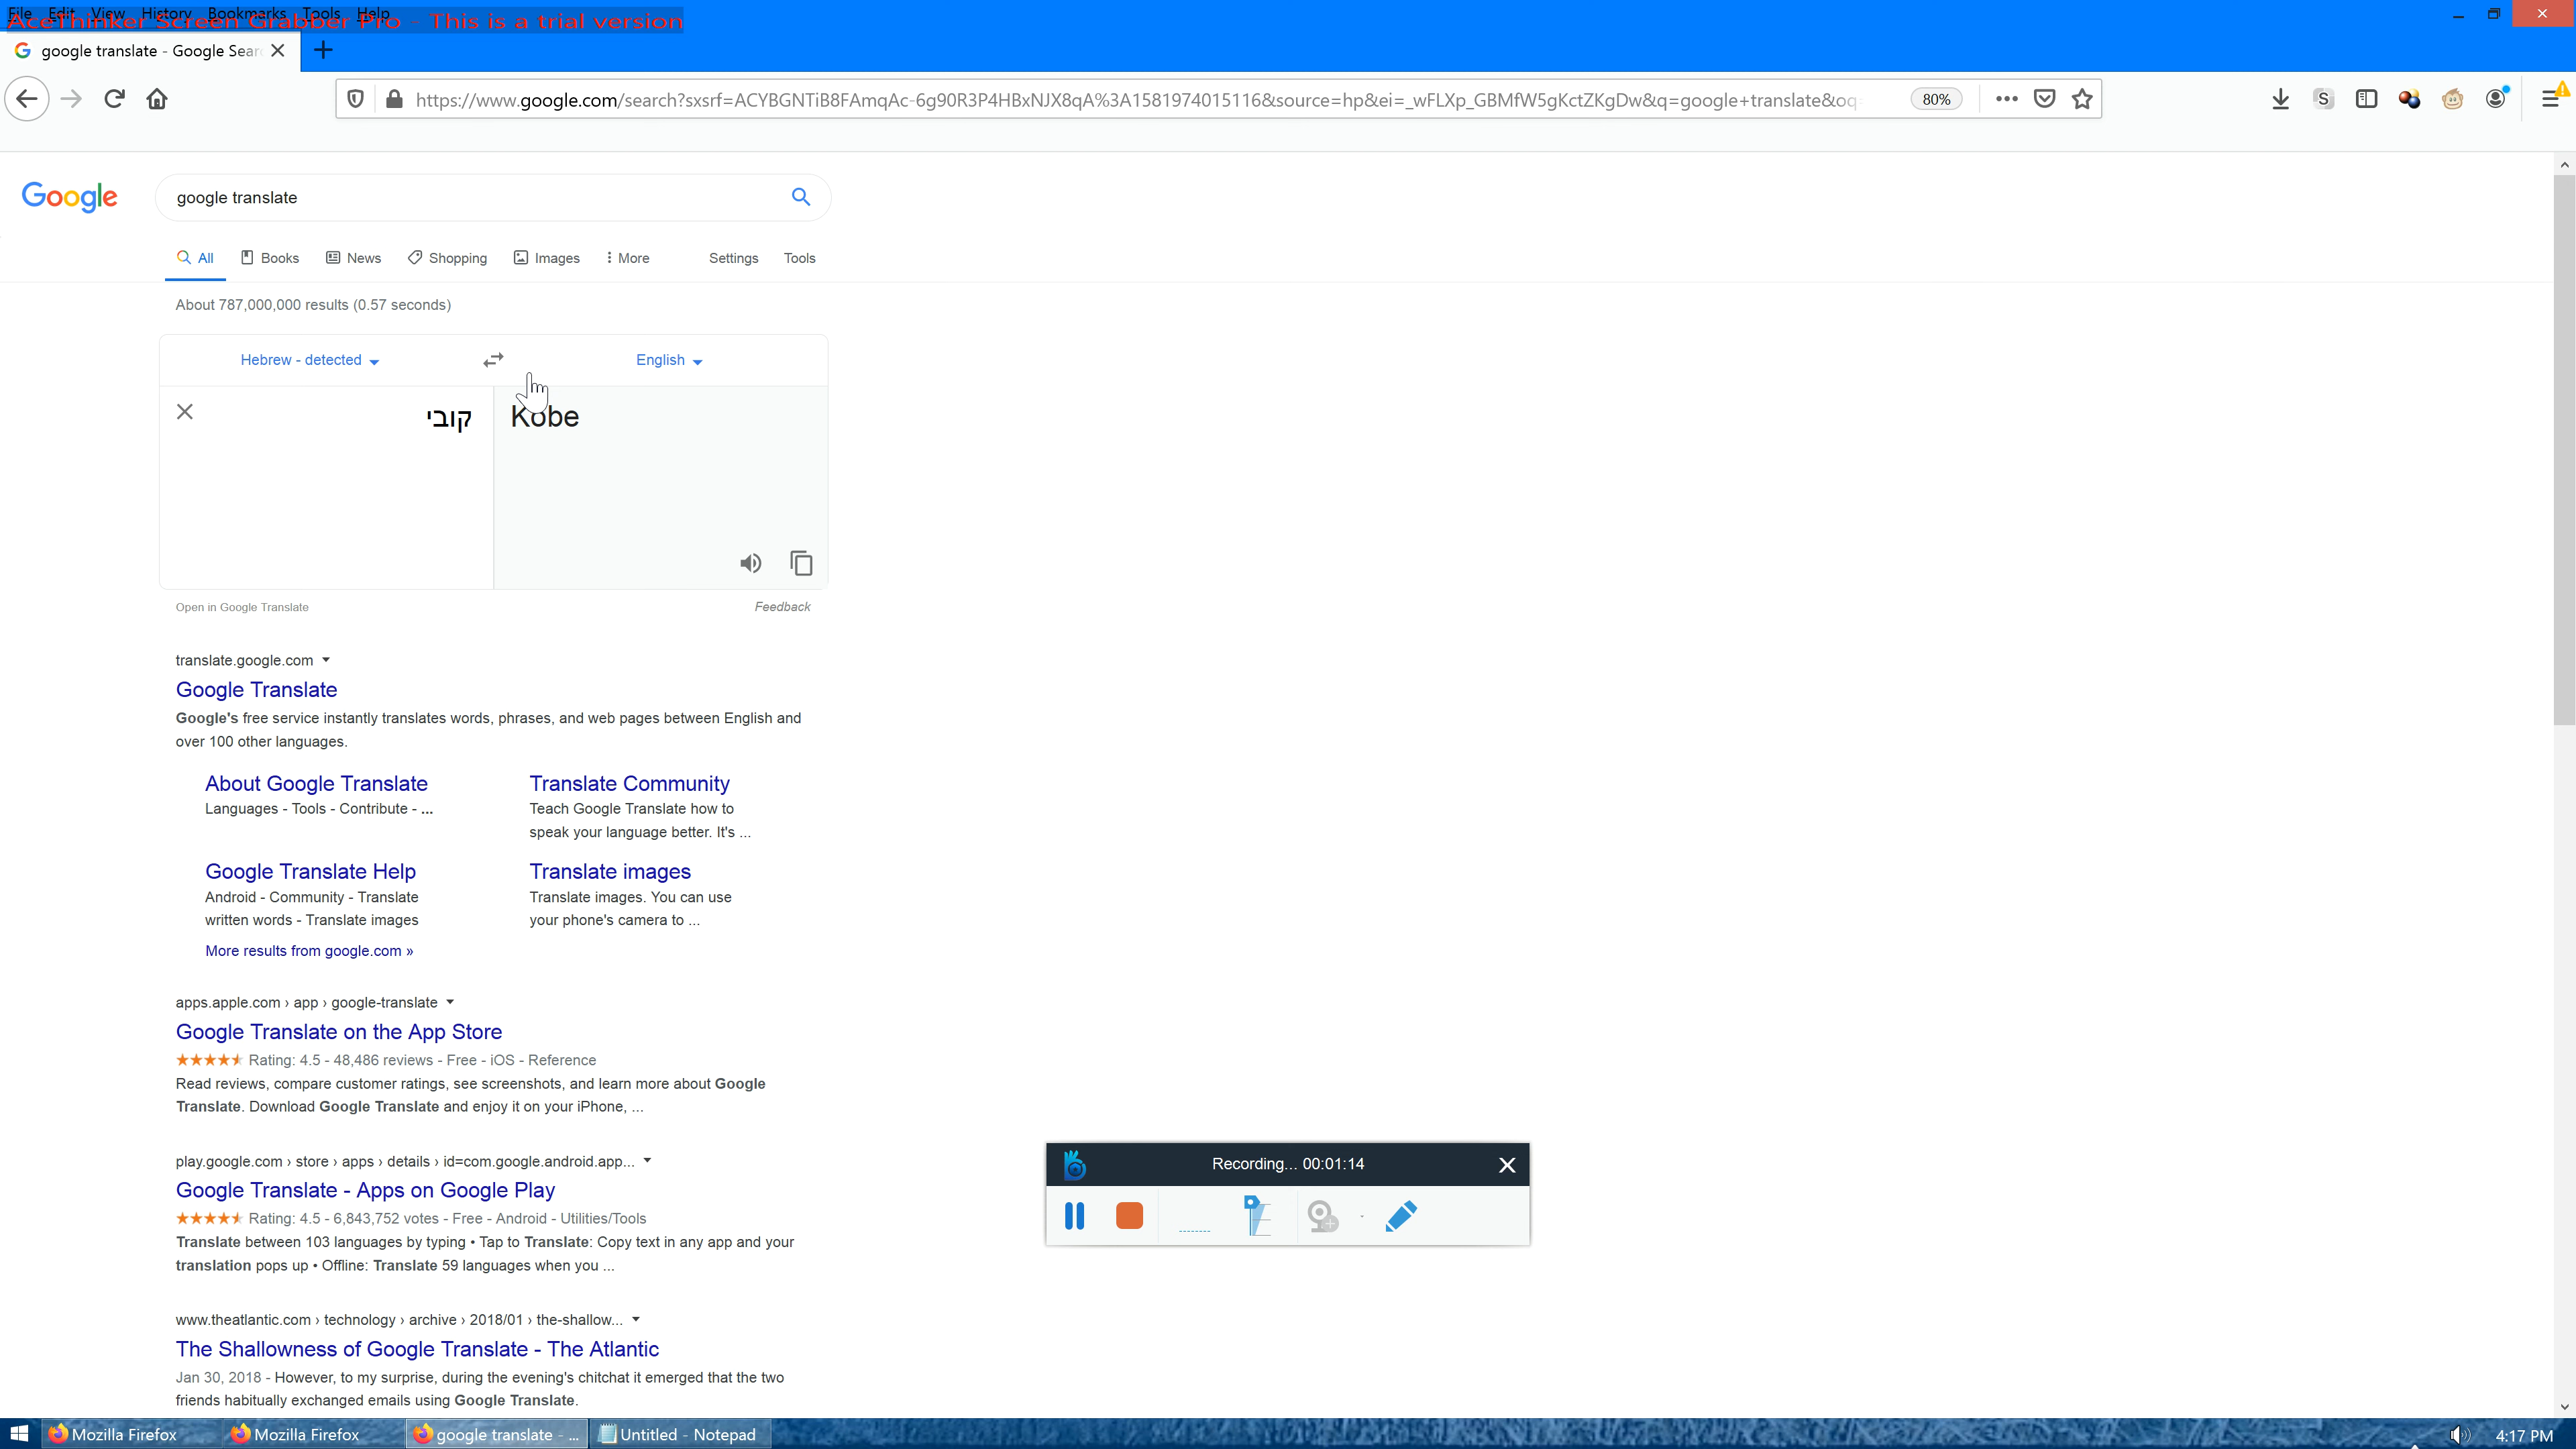 File Edit View History Bookmarks Tools Help
AceThinker Screen Grabber Pro - This is a trial version
google translate - Google Sear
https://www.google.com/search?sxsrf=ACYBGNTiB8FAmqAc-6g90R3P4HBxNJX8qA%3A1581974015116&source=hp&ei=_wFLXp_GBMfW5gKctZKgDw&q=google+translate&oq
80%
S
Google
google translate
All Books News Shopping Images More Settings Tools
About 787,000,000 results (0.57 seconds)
Hebrew - detected English
קובי
Kobe
Open in Google Translate Feedback
translate.google.com
Google Translate
Google's free service instantly translates words, phrases, and web pages between English and
over 100 other languages.
About Google Translate
Languages - Tools - Contribute - ...
Translate Community
Teach Google Translate how to
speak your language better. It's ...
Google Translate Help
Android - Community - Translate
written words - Translate images
Translate images
Translate images. You can use
your phone's camera to ...
More results from google.com »
apps.apple.com › app › google-translate
Google Translate on the App Store
Rating: 4.5 - 48,486 reviews - Free - iOS - Reference
Read reviews, compare customer ratings, see screenshots, and learn more about Google
Translate. Download Google Translate and enjoy it on your iPhone, ...
play.google.com › store › apps › details › id=com.google.android.app...
Google Translate - Apps on Google Play
Rating: 4.5 - 6,843,752 votes - Free - Android - Utilities/Tools
Translate between 103 languages by typing • Tap to Translate: Copy text in any app and your
translation pops up • Offline: Translate 59 languages when you ...
www.theatlantic.com › technology › archive › 2018/01 › the-shallow...
The Shallowness of Google Translate - The Atlantic
Jan 30, 2018 - However, to my surprise, during the evening's chitchat it emerged that the two
friends habitually exchanged emails using Google Translate.
Recording... 00:01:14
Mozilla Firefox Mozilla Firefox google translate - ... Untitled - Notepad 4:17 PM